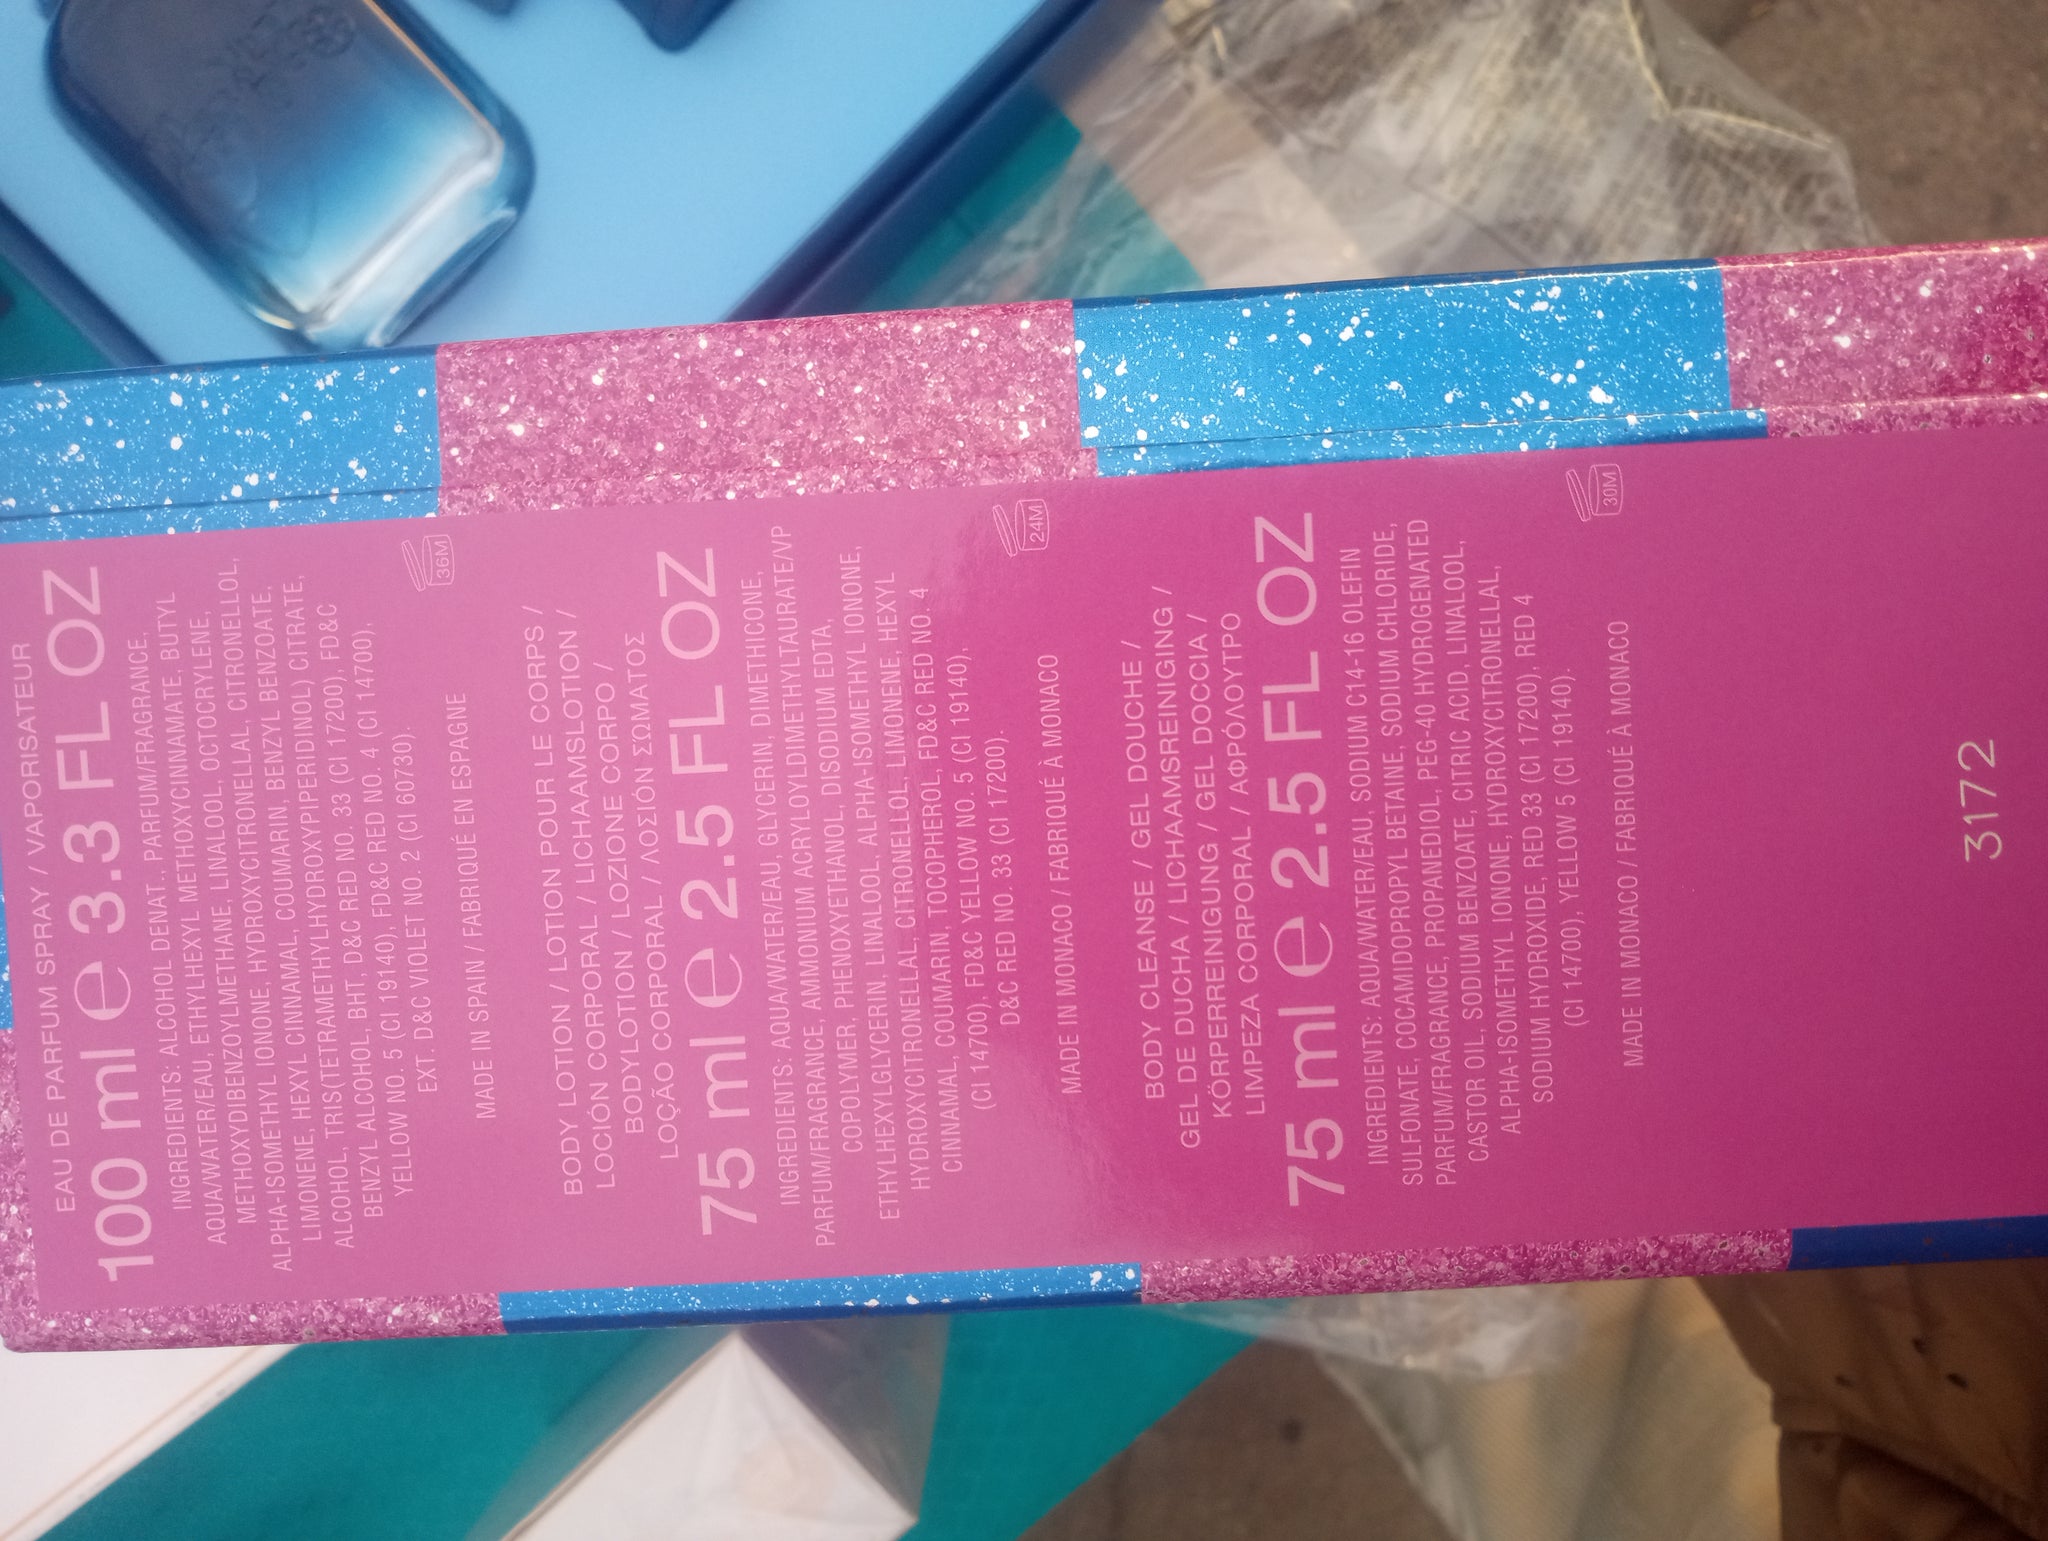 EAU DE PARFUM SPRAY / VAPORISATEUR
100 ml e 3.3 FL OZ
INGREDIENTS: ALCOHOL DENAT., PARFUM/FRAGRANCE,
AQUA/WATER/EAU, ETHYLHEXYL METHOXYCINNAMATE, BUTYL
METHOXYDIBENZOYLMETHANE, LINALOOL, OCTOCRYLENE,
ALPHA-ISOMETHYL IONONE, HYDROXYCITRONELLAL, CITRONELLOL,
LIMONENE, HEXYL CINNAMAL, COUMARIN, BENZYL BENZOATE,
ALCOHOL, TRIS(TETRAMETHYLHYDROXYPIPERIDINOL) CITRATE,
BENZYL ALCOHOL, BHT, D&C RED NO. 33 (CI 17200), FD&C
YELLOW NO. 5 (CI 19140), FD&C RED NO. 4 (CI 14700),
EXT. D&C VIOLET NO. 2 (CI 60730).
36M
MADE IN SPAIN / FABRIQUÉ EN ESPAGNE
BODY LOTION / LOTION POUR LE CORPS/
LOCIÓN CORPORAL / LICHAAMSLOTION /
BODYLOTION / LOZIONE CORPO /
LOÇÃO CORPORAL / ΛΟΣΙΟΝ ΣΩΜΑΤΟΣ
75 ml e 2.5 FL OZ
INGREDIENTS: AQUA/WATER/EAU, GLYCERIN, DIMETHICONE,
PARFUM/FRAGRANCE, AMMONIUM ACRYLOYLDIMETHYLTAURATE/VP
COPOLYMER, PHENOXYETHANOL, DISODIUM EDTA,
ETHYLHEXYLGLYCERIN, LINALOOL, ALPHA-ISOMETHYL IONONE,
HYDROXYCITRONELLAL, CITRONELLOL, LIMONENE, HEXYL
CINNAMAL, COUMARIN, TOCOPHEROL, FD&C RED NO. 4
(CI 14700), FD&C YELLOW NO. 5 (CI 19140),
D&C RED NO. 33 (CI 17200).
24M
MADE IN MONACO / FABRIQUÉ À MONACO
BODY CLEANSE / GEL DOUCHE /
GEL DE DUCHA / LICHAAMSREINIGING /
KÖRPERREINIGUNG / GEL DOCCIA /
LIMPEZA CORPORAL / ΑΦΡΟΛΟΥΤΡΟ
75 ml e 2.5 FL OZ
INGREDIENTS: AQUA/WATER/EAU, SODIUM C14-16 OLEFIN
SULFONATE, COCAMIDOPROPYL BETAINE, SODIUM CHLORIDE,
PARFUM/FRAGRANCE, PROPANEDIOL, PEG-40 HYDROGENATED
CASTOR OIL, SODIUM BENZOATE, CITRIC ACID, LINALOOL,
ALPHA-ISOMETHYL IONONE, HYDROXYCITRONELLAL,
SODIUM HYDROXIDE, RED 33 (CI 17200), RED 4
(CI 14700), YELLOW 5 (CI 19140).
30M
MADE IN MONACO / FABRIQUÉ À MONACO
3172